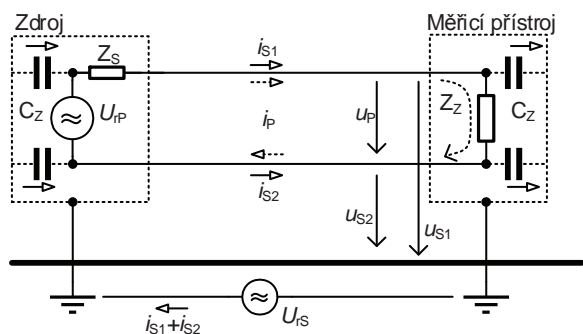 Zdroj
Měřicí přístroj
Z_S
i_S1
C_Z
U_rP
i_P
u_P
Z_Z
C_Z
i_S2
u_S2
u_S1
U_rS
i_S1+i_S2